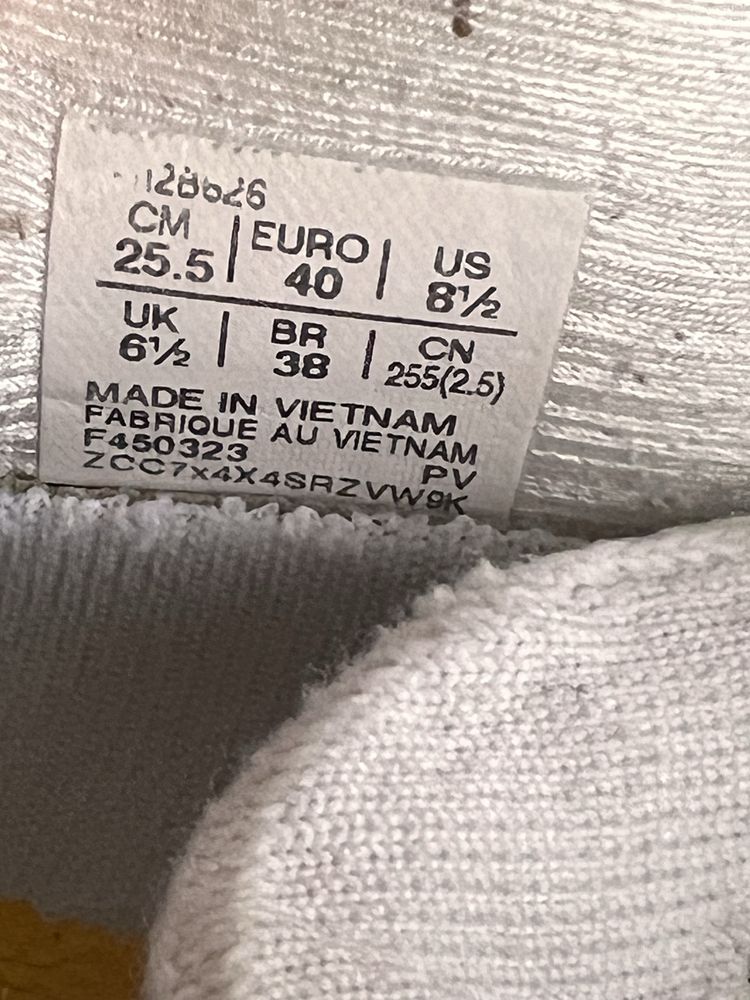 CM | EURO | US
25.5 | 40 | 8½
UK | BR | CN
6½ | 38 | 255(2.5)
MADE IN VIETNAM
FABRIQUE AU VIETNAM
F450323 PV
ZCC7X4X4SRZVW9K